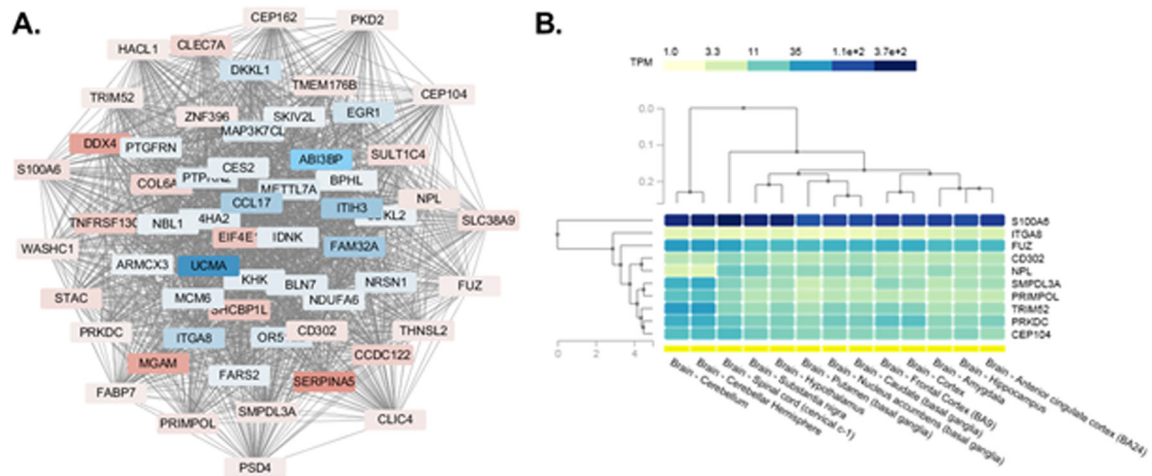 A.
B.
CEP162
PKD2
HACL1
CLEC7A
DKKL1
TMEM176B
CEP104
TRIM52
ZNF396
SKIV2L
EGR1
MAP3K7CL
DDX4
PTGFRN
ABI3BP
SULT1C4
S100A6
CES2
COL6A
METTL7A
BPHL
NPL
CCL17
ITIH3
TNFRSF13C
NBL1
4HA2
SLC38A9
EIF4E
IDNK
WASHC1
FAM32A
ARMCX3
UCMA
KHK
BLN7
NRSN1
FUZ
STAC
MCM6
NDUFA6
SHCBP1L
PRKDC
ITGA8
OR5
CD302
THNSL2
MGAM
CCDC122
FARS2
SERPINA5
FABP7
PRIMPOL
SMPDL3A
CLIC4
PSD4
TPM
1.0 3.3 11 35 1.1e+2 3.7e+2
0.0
0.1
0.2
S100A6
ITGA8
FUZ
CD302
NPL
SMPDL3A
PRIMPOL
TRIM52
PRKDC
CEP104
0 2 4
Brain - Cerebellum
Brain - Cerebellar Hemisphere
Brain - Spinal cord (cervical c-1)
Brain - Substantia nigra
Brain - Hypothalamus
Brain - Putamen (basal ganglia)
Brain - Nucleus accumbens (basal ganglia)
Brain - Caudate (basal ganglia)
Brain - Frontal Cortex (BA9)
Brain - Cortex
Brain - Amygdala
Brain - Hippocampus
Brain - Anterior cingulate cortex (BA24)